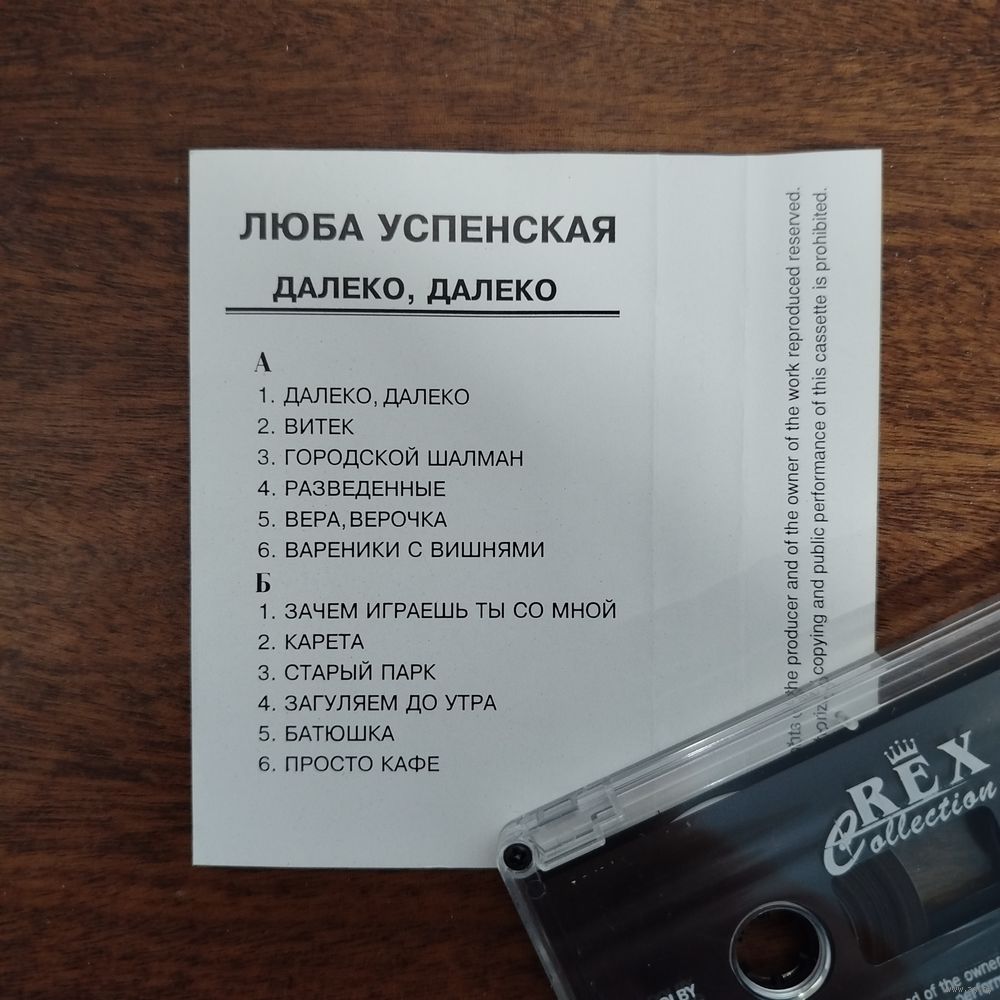 ЛЮБА УСПЕНСКАЯ
ДАЛЕКО, ДАЛЕКО
А
1. ДАЛЕКО, ДАЛЕКО
2. ВИТЕК
3. ГОРОДСКОЙ ШАЛМАН
4. РАЗВЕДЕННЫЕ
5. ВЕРА, ВЕРОЧКА
6. ВАРЕНИКИ С ВИШНЯМИ
Б
1. ЗАЧЕМ ИГРАЕШЬ ТЫ СО МНОЙ
2. КАРЕТА
3. СТАРЫЙ ПАРК
4. ЗАГУЛЯЕМ ДО УТРА
5. БАТЮШКА
6. ПРОСТО КАФЕ
the producer and of the owner of the work reproduced reserved.
copying and public performance of this cassette is prohibited.
REX
Collection
of the owner